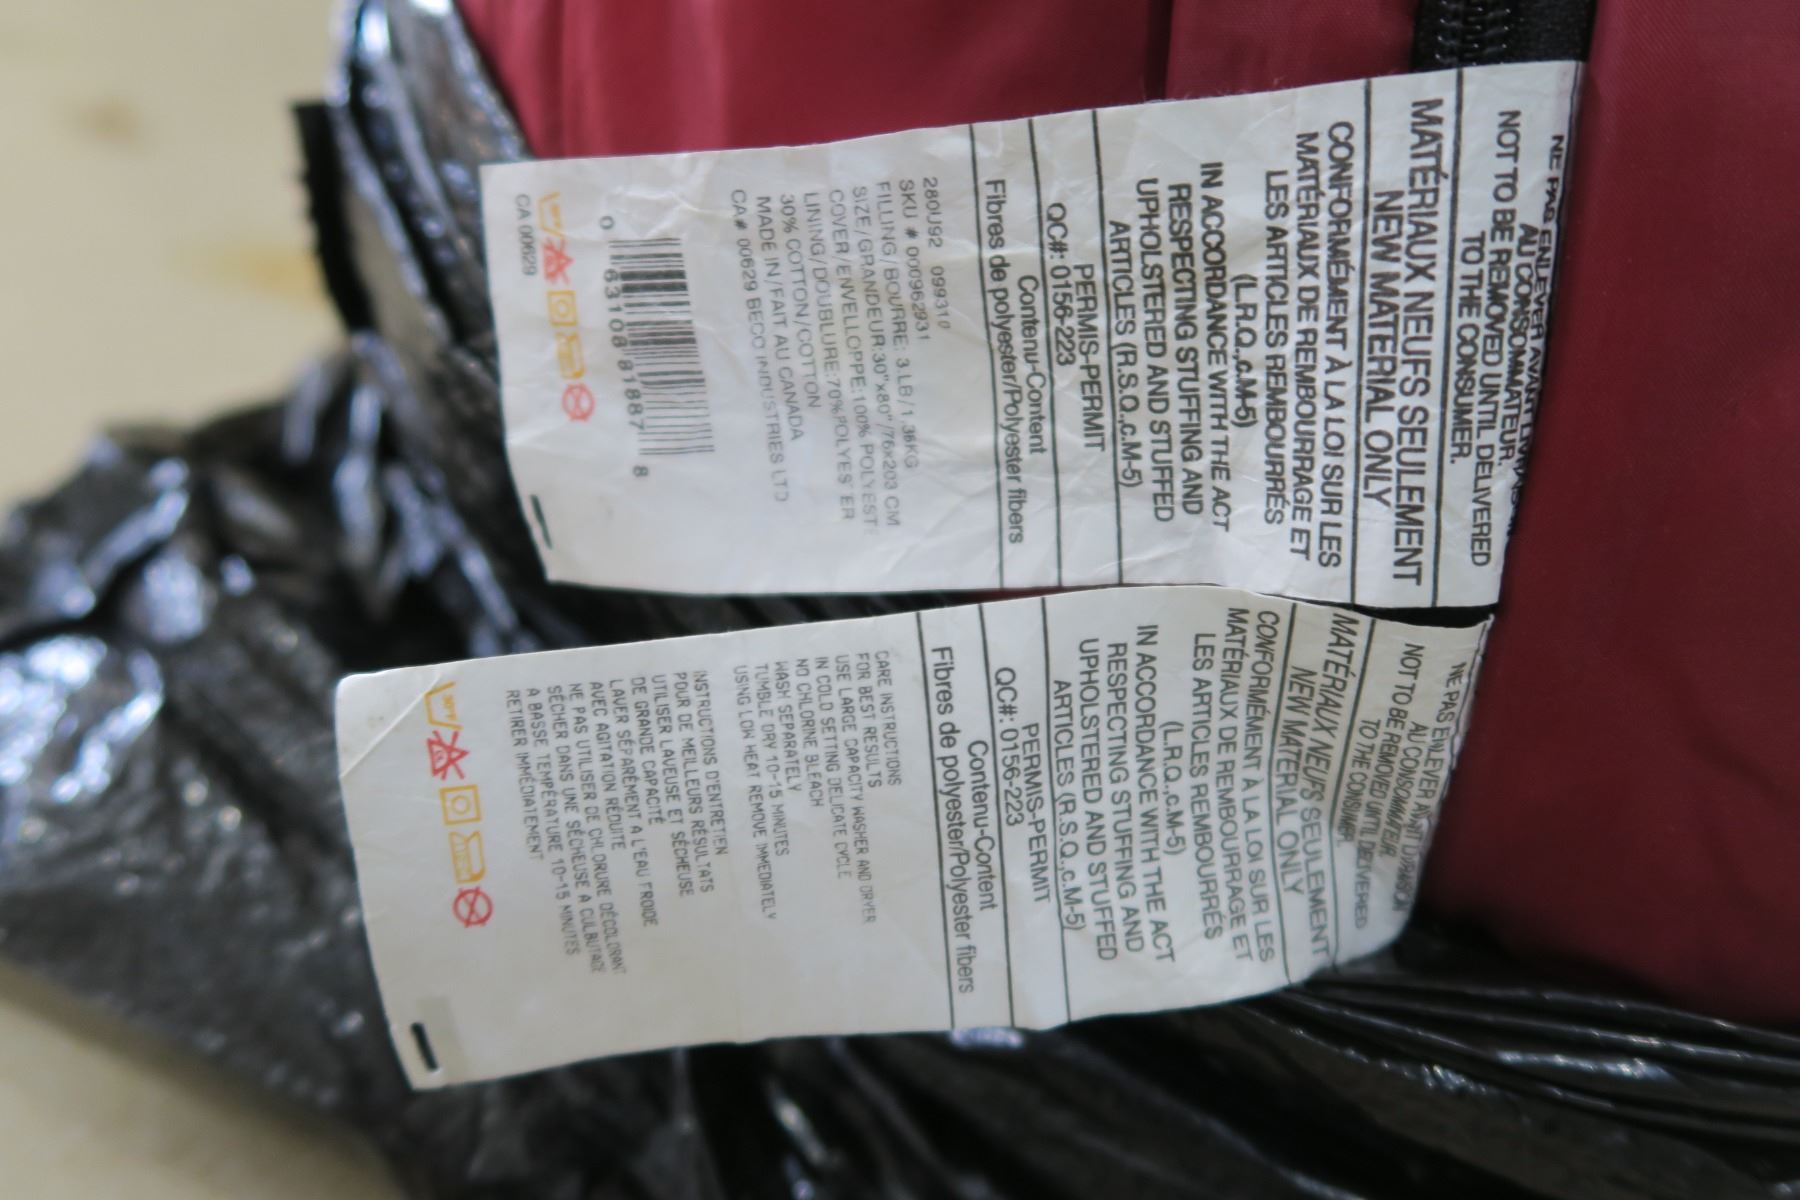 NE PAS ENLEVER AVANT
AU CONSOMMATEUR.
NOT TO BE REMOVED UNTIL DELIVERED
TO THE CONSUMER.
MATÉRIAUX NEUFS SEULEMENT
NEW MATERIAL ONLY
CONFORMÉMENT À LA LOI SUR LES
MATÉRIAUX DE REMBOURRAGE ET
LES ARTICLES REMBOURRÉS
(L.R.Q.,c.M-5)
IN ACCORDANCE WITH THE ACT
RESPECTING STUFFING AND
UPHOLSTERED AND STUFFED
ARTICLES (R.S.Q.,c.M-5)
PERMIS-PERMIT
QC#: 0156-223
Contenu-Content
Fibres de polyester/Polyester fibers
280U92 099310
SKU # 000962931
FILLING/BOURRE: 3 LB/1,36KG
SIZE/GRANDEUR:30"x80"/76x203 CM
COVER/ENVELLOPPE:100% POLYEST
LINING/DOUBLURE:70%POLYES ER
30% COTTON/COTTON
MADE IN/FAIT AU CANADA
CA# 00629 BECO INDUSTRIES LTD
0 63108 81887 8
CA 00629
NE PAS ENLEVER
AU CONSOMMATEUR
NOT TO BE REMOVED UNTIL DELIVERED
TO THE CONSUMER.
MATÉRIAUX NEUFS SEULEMENT
NEW MATERIAL ONLY
CONFORMÉMENT À LA LOI SUR LES
MATÉRIAUX DE REMBOURRAGE ET
LES ARTICLES REMBOURRÉS
(L.R.Q.,c.M-5)
IN ACCORDANCE WITH THE ACT
RESPECTING STUFFING AND
UPHOLSTERED AND STUFFED
ARTICLES (R.S.Q.,c.M-5)
PERMIS-PERMIT
QC#: 0156-223
Contenu-Content
Fibres de polyester/Polyester fibers
CARE INSTRUCTIONS
FOR BEST RESULTS
USE LARGE CAPACITY WASHER AND DRYER
IN COLD SETTING DELICATE CYCLE
NO CHLORINE BLEACH
WASH SEPARATELY
TUMBLE DRY 10-15 MINUTES
USING LOW HEAT REMOVE IMMEDIATELY
INSTRUCTIONS D'ENTRETIEN
POUR DE MEILLEURS RÉSULTATS
UTILISER LAVEUSE ET SÉCHEUSE
DE GRANDE CAPACITÉ
LAVER SÉPARÉMENT A L'EAU FROIDE
AVEC AGITATION RÉDUITE
NE PAS UTILISER DE CHLORURE DÉCOLORANT
SÉCHER DANS UNE SÉCHEUSE A CULBUTAGE
A BASSE TEMPÉRATURE 10-15 MINUTES
RETIRER IMMÉDIATEMENT